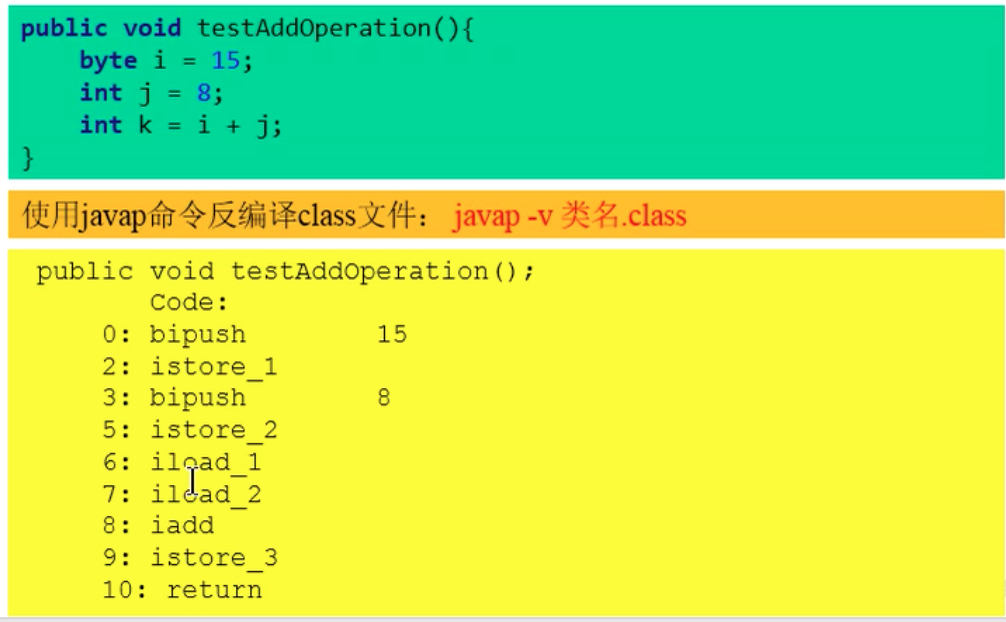 public void testAddOperation(){
    byte i = 15;
    int j = 8;
    int k = i + j;
}
使用javap命令反编译class文件： javap -v 类名.class
public void testAddOperation();
Code:
0: bipush 15
2: istore_1
3: bipush 8
5: istore_2
6: iload_1
7: iload_2
8: iadd
9: istore_3
10: return